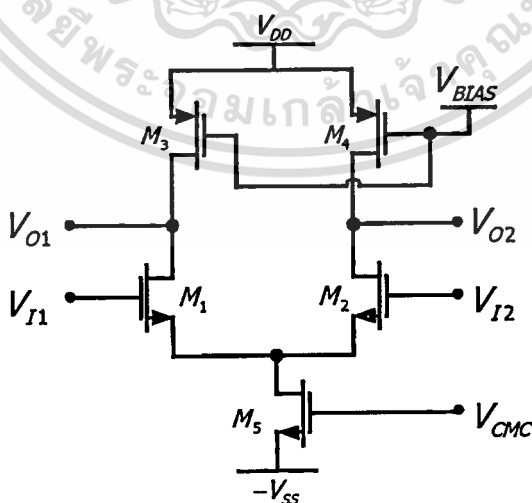 V_DD
V_BIAS
M_3
M_4
V_O1
V_O2
V_I1
M_1
M_2
V_I2
M_5
V_CMC
-V_SS